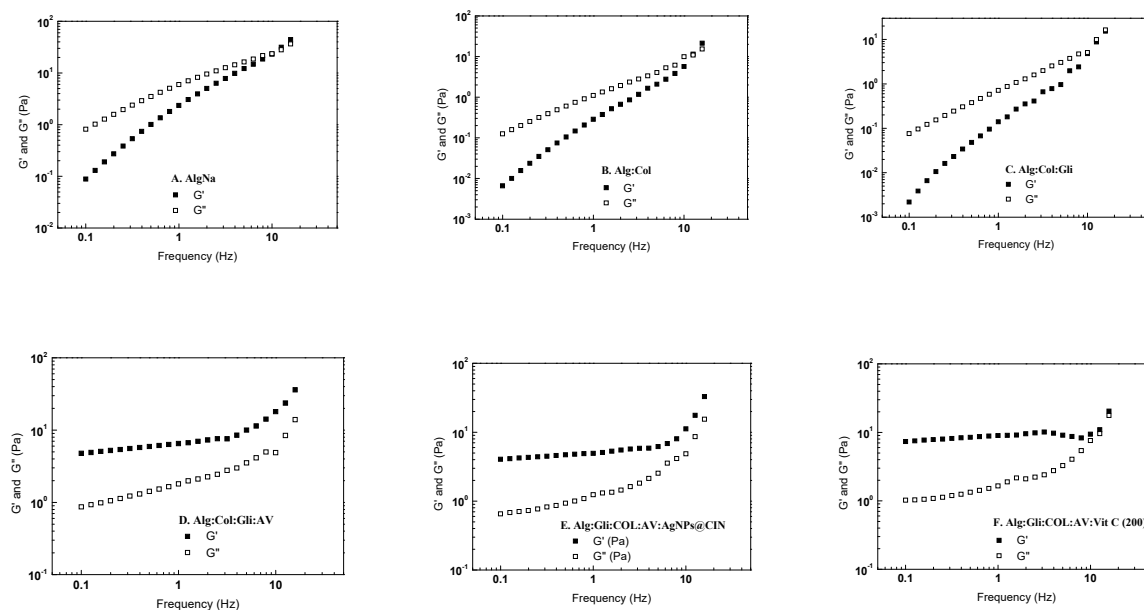 10²
10¹
10⁰
10⁻¹
10⁻²
G' and G'' (Pa)
A. AlgNa
G'
G''
0.1
1
10
Frequency (Hz)
10²
10¹
10⁰
10⁻¹
10⁻²
10⁻³
G' and G'' (Pa)
B. Alg:Col
G'
G''
0.1
1
10
Frequency (Hz)
10¹
10⁰
10⁻¹
10⁻²
10⁻³
G' and G'' (Pa)
C. Alg:Col:Gli
G'
G''
0.1
1
10
Frequency (Hz)
10²
10¹
10⁰
10⁻¹
G' and G'' (Pa)
D. Alg:Col:Gli:AV
G'
G''
0.1
1
10
Frequency (Hz)
10²
10¹
10⁰
10⁻¹
G' and G'' (Pa)
E. Alg:Gli:COL:AV:AgNPs@CIN
G' (Pa)
G'' (Pa)
0.1
1
10
Frequency (Hz)
10²
10¹
10⁰
10⁻¹
G' and G'' (Pa)
F. Alg:Gli:COL:AV:Vit C (200)
G'
G''
0.1
1
10
Frequency (Hz)